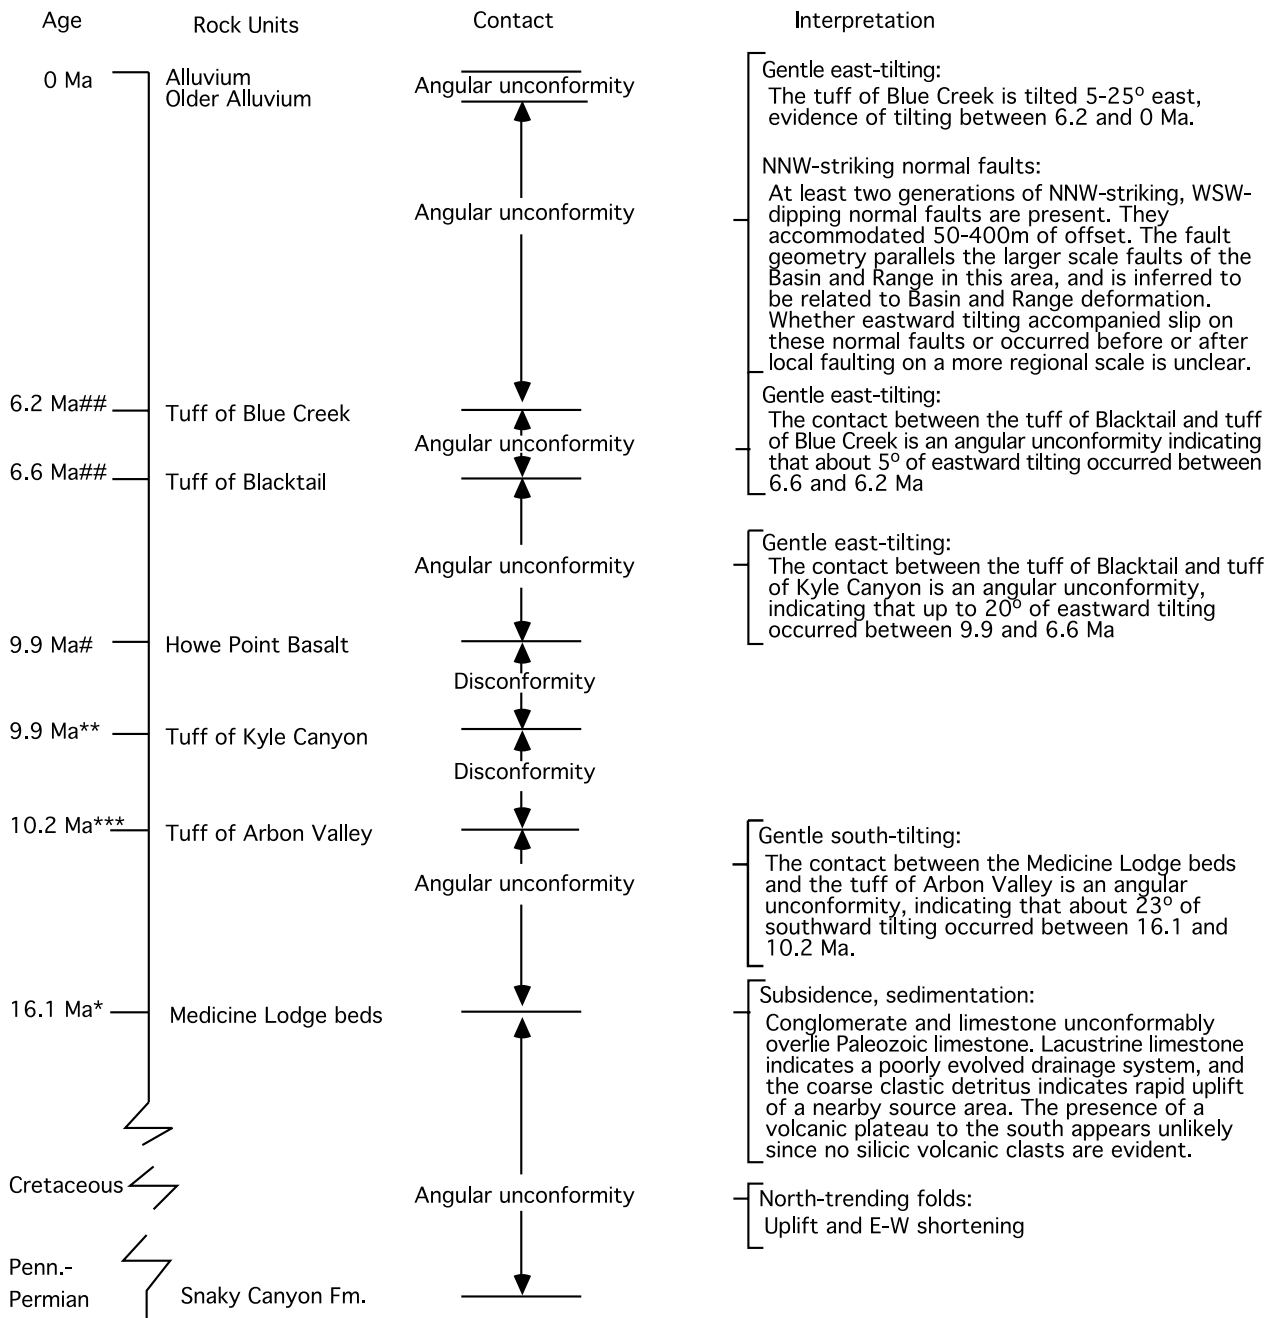 Age
Rock Units
Contact
Interpretation
0 Ma
Alluvium
Older Alluvium
Angular unconformity
Gentle east-tilting:
The tuff of Blue Creek is tilted 5-25º east,
evidence of tilting between 6.2 and 0 Ma.
Angular unconformity
NNW-striking normal faults:
At least two generations of NNW-striking, WSW-
dipping normal faults are present. They
accommodated 50-400m of offset. The fault
geometry parallels the larger scale faults of the
Basin and Range in this area, and is inferred to
be related to Basin and Range deformation.
Whether eastward tilting accompanied slip on
these normal faults or occurred before or after
local faulting on a more regional scale is unclear.
6.2 Ma##
Tuff of Blue Creek
Angular unconformity
Gentle east-tilting:
The contact between the tuff of Blacktail and tuff
of Blue Creek is an angular unconformity indicating
that about 5º of eastward tilting occurred between
6.6 and 6.2 Ma
6.6 Ma##
Tuff of Blacktail
Angular unconformity
Gentle east-tilting:
The contact between the tuff of Blacktail and tuff
of Kyle Canyon is an angular unconformity,
indicating that up to 20º of eastward tilting
occurred between 9.9 and 6.6 Ma
9.9 Ma#
Howe Point Basalt
Disconformity
9.9 Ma**
Tuff of Kyle Canyon
Disconformity
10.2 Ma***
Tuff of Arbon Valley
Angular unconformity
Gentle south-tilting:
The contact between the Medicine Lodge beds
and the tuff of Arbon Valley is an angular
unconformity, indicating that about 23º of
southward tilting occurred between 16.1 and
10.2 Ma.
16.1 Ma*
Medicine Lodge beds
Subsidence, sedimentation:
Conglomerate and limestone unconformably
overlie Paleozoic limestone. Lacustrine limestone
indicates a poorly evolved drainage system, and
the coarse clastic detritus indicates rapid uplift
of a nearby source area. The presence of a
volcanic plateau to the south appears unlikely
since no silicic volcanic clasts are evident.
Cretaceous
Angular unconformity
North-trending folds:
Uplift and E-W shortening
Penn.-
Permian
Snaky Canyon Fm.